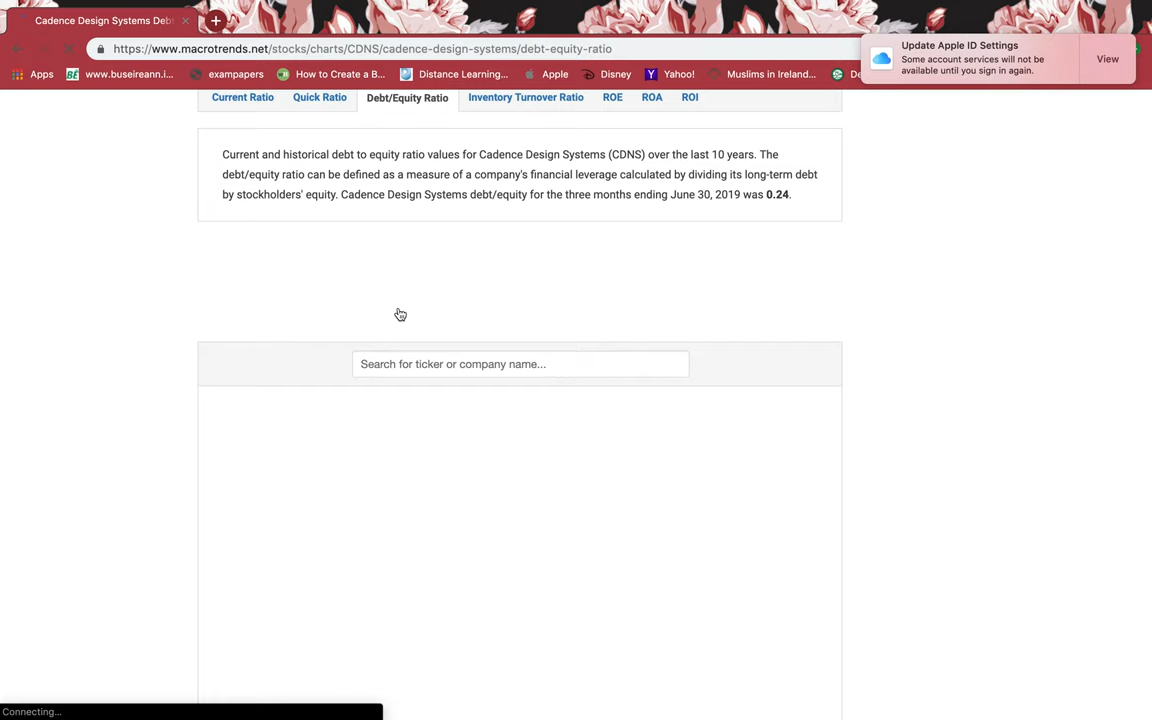 Cadence Design Systems Deb
https://www.macrotrends.net/stocks/charts/CDNS/cadence-design-systems/debt-equity-ratio
Update Apple ID Settings
Some account services will not be
available until you sign in again.
View
Apps
BÉ www.buseireann.i...
exampapers
How to Create a B...
Distance Learning...
Apple
Disney
Yahoo!
Muslims in Ireland...
De
Current Ratio Quick Ratio Debt/Equity Ratio Inventory Turnover Ratio ROE ROA ROI
Current and historical debt to equity ratio values for Cadence Design Systems (CDNS) over the last 10 years. The
debt/equity ratio can be defined as a measure of a company's financial leverage calculated by dividing its long-term debt
by stockholders' equity. Cadence Design Systems debt/equity for the three months ending June 30, 2019 was 0.24.
Search for ticker or company name...
Connecting...